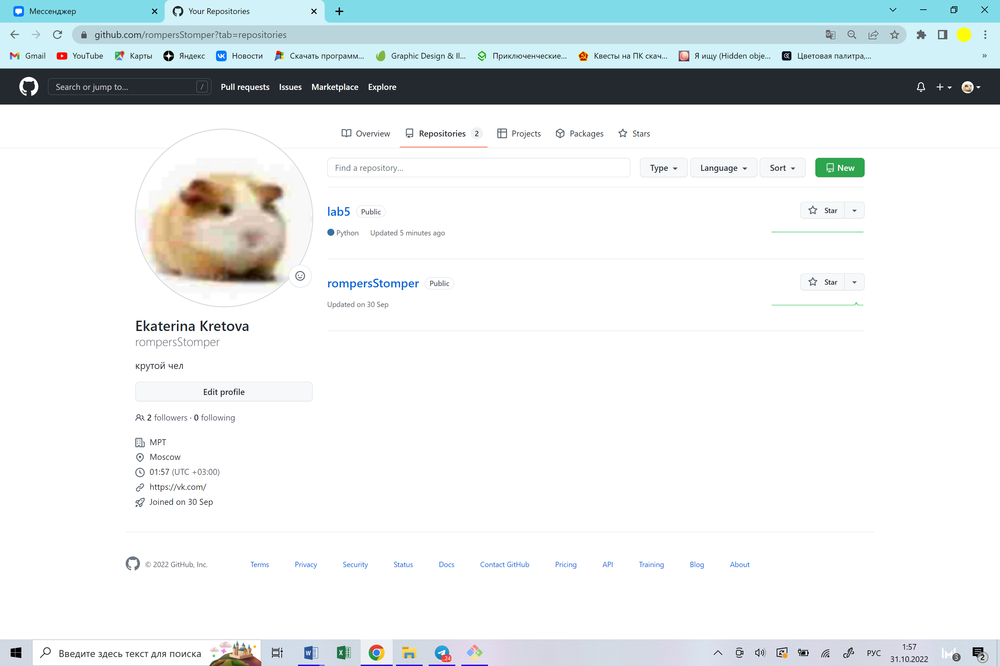 Мессенджер
Your Repositories
github.com/rompersStomper?tab=repositories
Gmail
YouTube
Карты
Яндекс
Новости
Скачать программ...
Graphic Design & Il...
Приключенческие...
Квесты на ПК скач...
Я ищу (Hidden obje...
Цветовая палитра,...
»
Search or jump to...
/
Pull requests
Issues
Marketplace
Explore
Overview
Repositories 2
Projects
Packages
Stars
Find a repository...
Type
Language
Sort
New
lab5
Public
Star
Python
Updated 5 minutes ago
rompersStomper
Public
Star
Updated on 30 Sep
Ekaterina Kretova
rompersStomper
крутой чел
Edit profile
2 followers · 0 following
МРТ
Moscow
01:57 (UTC +03:00)
https://vk.com/
Joined on 30 Sep
© 2022 GitHub, Inc.
Terms
Privacy
Security
Status
Docs
Contact GitHub
Pricing
API
Training
Blog
About
Введите здесь текст для поиска
..24
РУС
1:57
31.10.2022
3
2